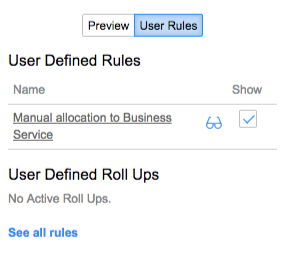 Preview User Rules
User Defined Rules
Name Show
Manual allocation to Business
Service
User Defined Roll Ups
No Active Roll Ups.
See all rules